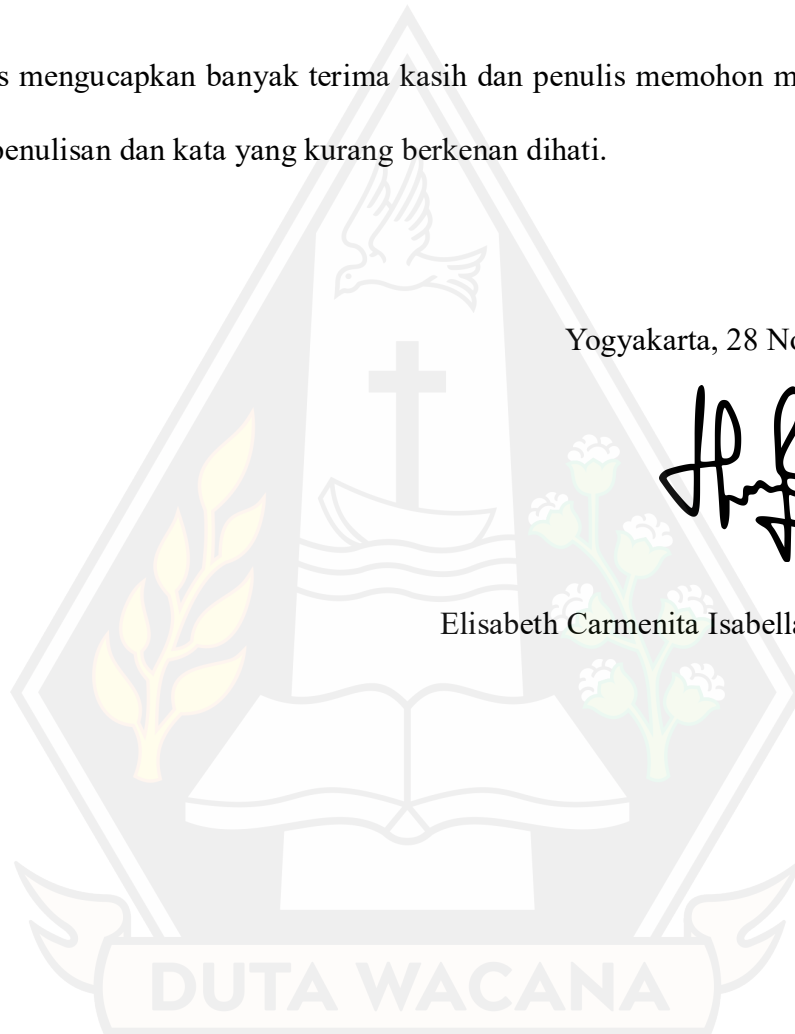 s mengucapkan banyak terima kasih dan penulis memohon m
penulisan dan kata yang kurang berkenan dihati.
Yogyakarta, 28 No
Elisabeth Carmenita Isabella
DUTA WACANA